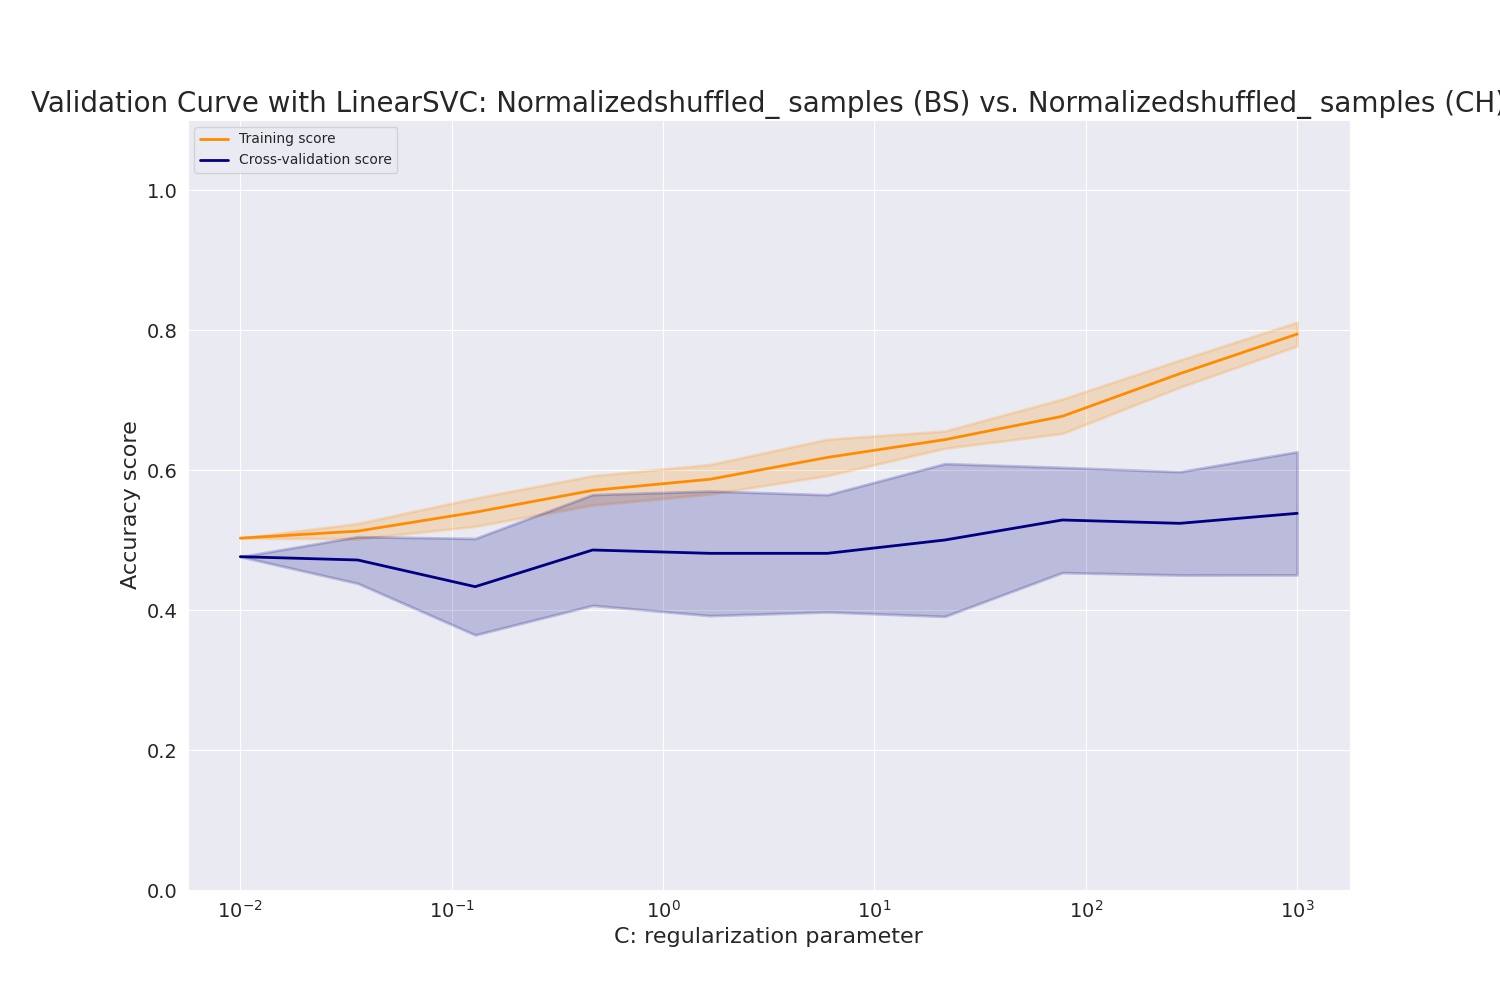 Validation Curve with LinearSVC: Normalizedshuffled_ samples (BS) vs. Normalizedshuffled_ samples (CH)
Training score
Cross-validation score
1.0
0.8
0.6
0.4
0.2
0.0
Accuracy score
10⁻² 10⁻¹ 10⁰ 10¹ 10² 10³
C: regularization parameter